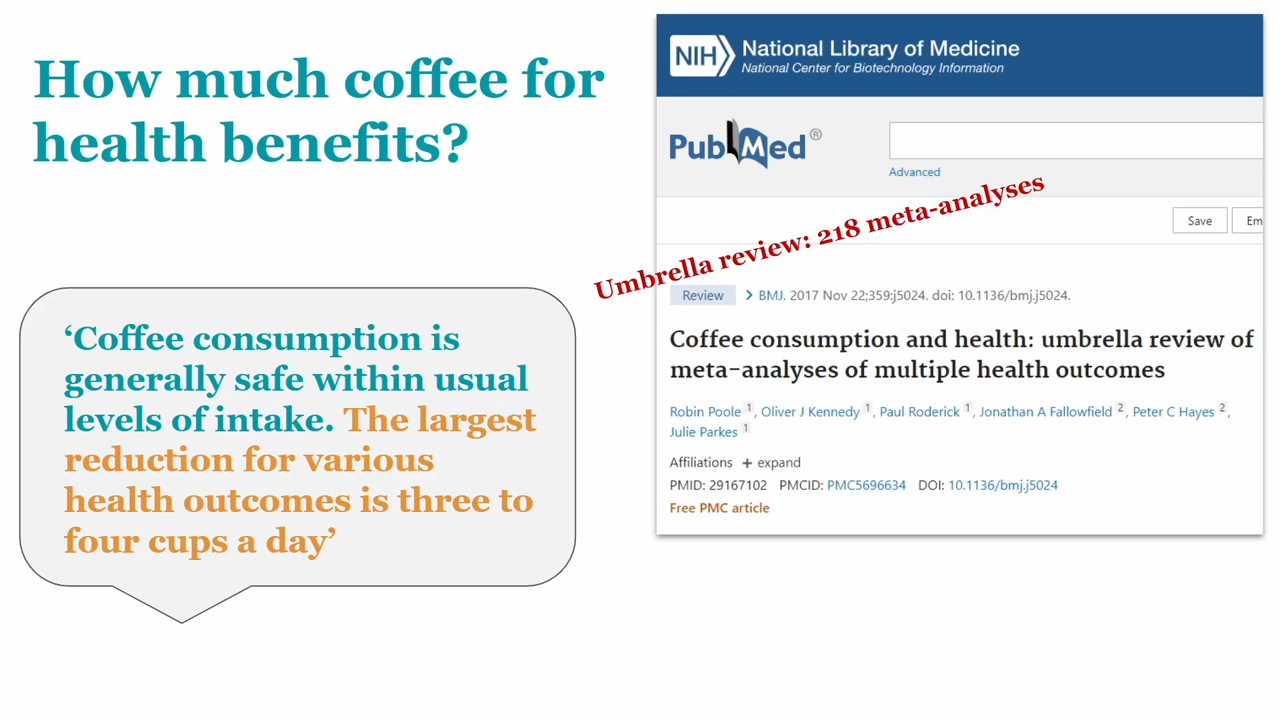 How much coffee for
health benefits?
‘Coffee consumption is
generally safe within usual
levels of intake. The largest
reduction for various
health outcomes is three to
four cups a day’
NIH National Library of Medicine
National Center for Biotechnology Information
PubMed®
Advanced
Umbrella review: 218 meta-analyses
Save Em
Review > BMJ. 2017 Nov 22;359:j5024. doi: 10.1136/bmj.j5024.
Coffee consumption and health: umbrella review of
meta-analyses of multiple health outcomes
Robin Poole 1, Oliver J Kennedy 1, Paul Roderick 1, Jonathan A Fallowfield 2, Peter C Hayes 2,
Julie Parkes 1
Affiliations + expand
PMID: 29167102 PMCID: PMC5696634 DOI: 10.1136/bmj.j5024
Free PMC article